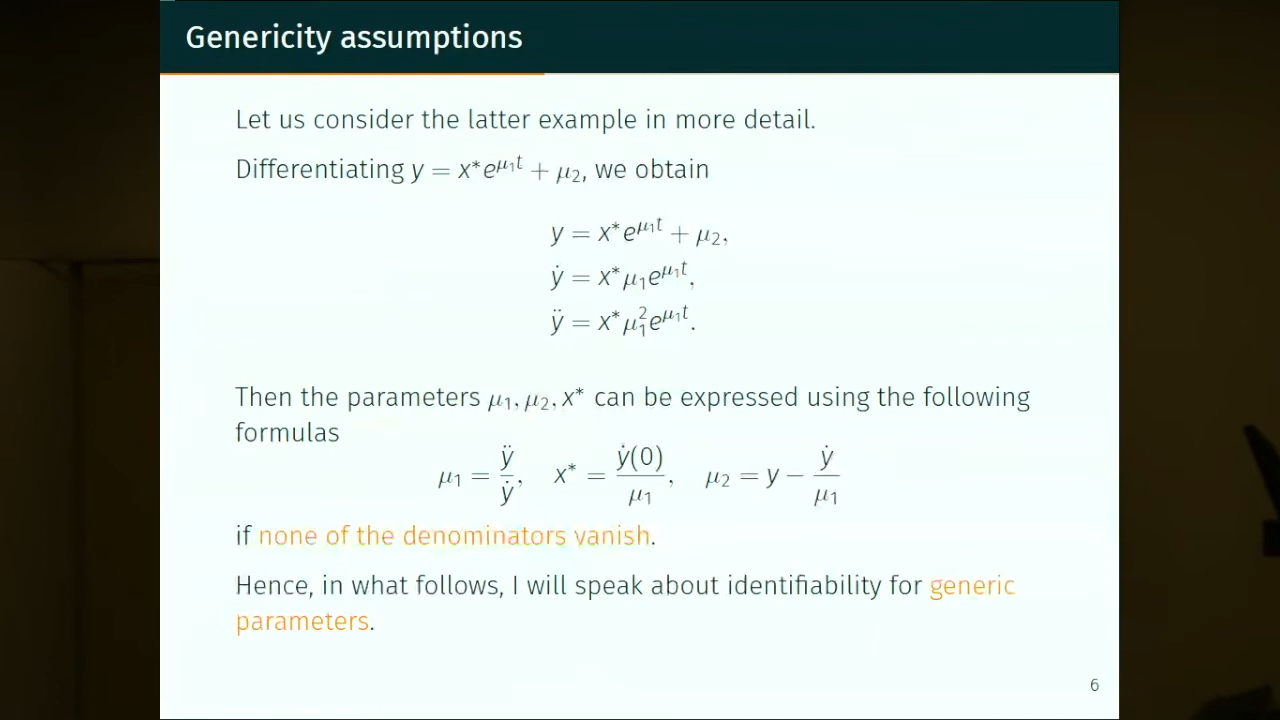 Genericity assumptions
Let us consider the latter example in more detail.
Differentiating y = x*e^{μ₁t} + μ₂, we obtain
y = x*e^{μ₁t} + μ₂,
ẏ = x*μ₁e^{μ₁t},
ÿ = x*μ₁²e^{μ₁t}.
Then the parameters μ₁, μ₂, x* can be expressed using the following
formulas
μ₁ = ÿ/ẏ, x* = ẏ(0)/μ₁, μ₂ = y − ẏ/μ₁
if none of the denominators vanish.
Hence, in what follows, I will speak about identifiability for generic
parameters.
6